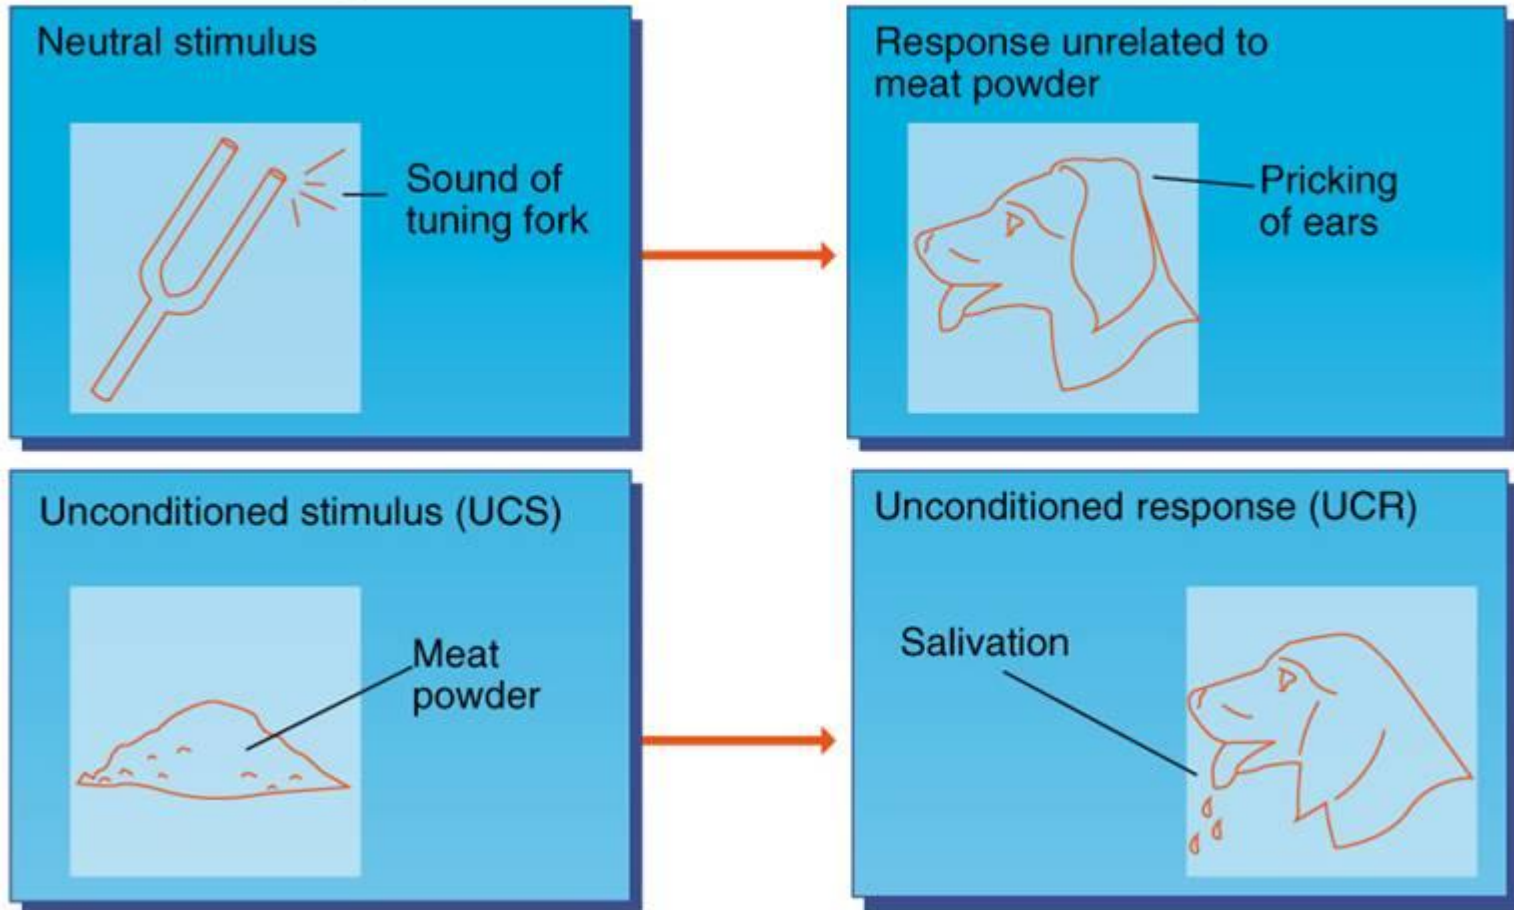 Neutral stimulus
Sound of
tuning fork
Response unrelated to
meat powder
Pricking
of ears
Unconditioned stimulus (UCS)
Meat
powder
Unconditioned response (UCR)
Salivation